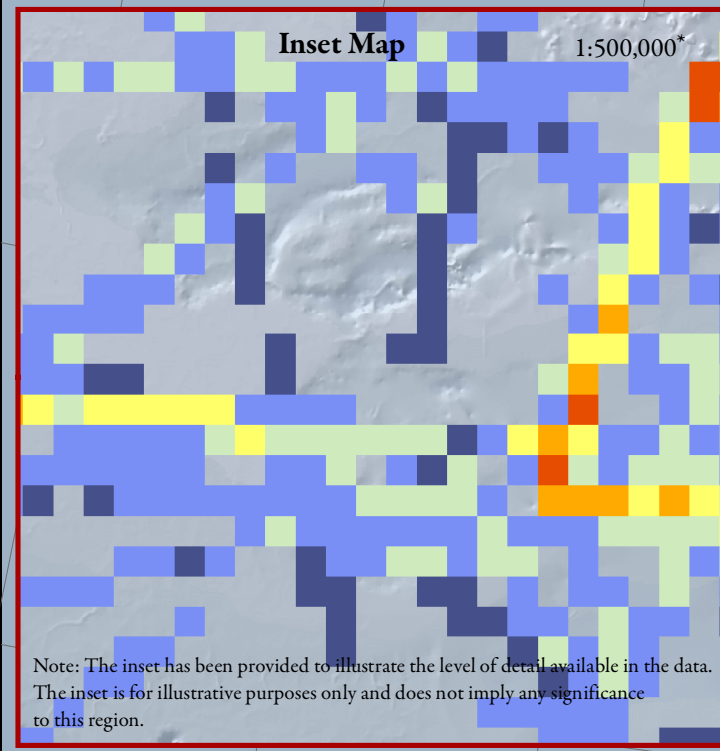 Inset Map
1:500,000*
Note: The inset has been provided to illustrate the level of detail available in the data.
The inset is for illustrative purposes only and does not imply any significance
to this region.